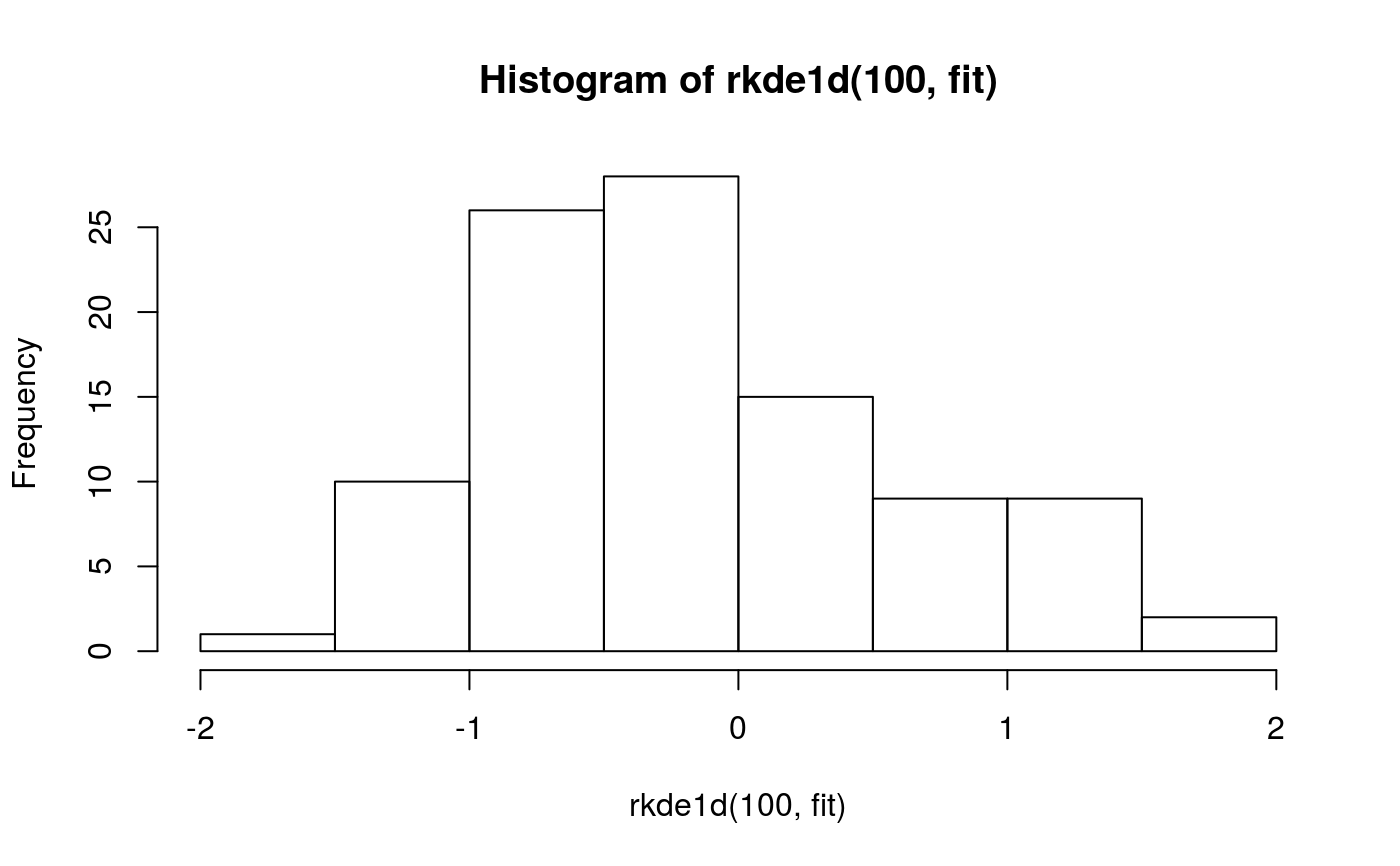 Histogram of rkde1d(100, fit)
Frequency
25
20
15
10
5
0
-2 -1 0 1 2
rkde1d(100, fit)